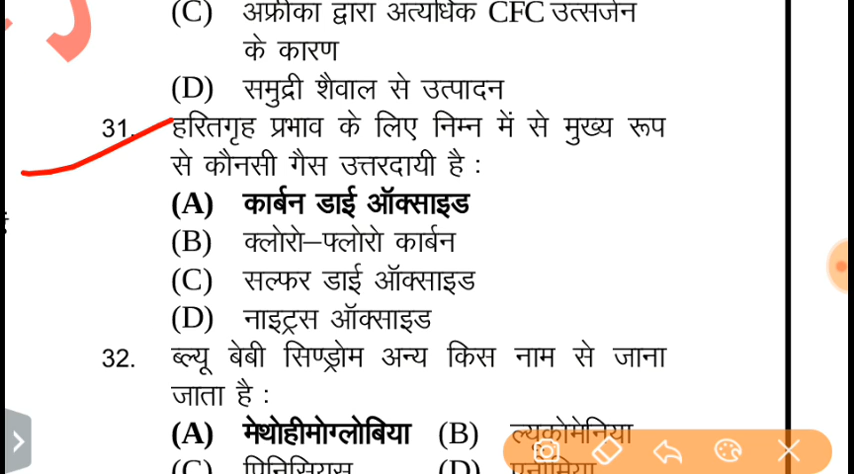 (C) अफ्रीका द्वारा अत्यधिक CFC उत्सर्जन
के कारण
(D) समुद्री शैवाल से उत्पादन
31. हरितगृह प्रभाव के लिए निम्न में से मुख्य रूप
से कौनसी गैस उत्तरदायी है :
(A) कार्बन डाई ऑक्साइड
(B) क्लोरो–फ्लोरो कार्बन
(C) सल्फर डाई ऑक्साइड
(D) नाइट्रस ऑक्साइड
32. ब्ल्यू बेबी सिण्ड्रोम अन्य किस नाम से जाना
जाता है :
(A) मेथोहीमोग्लोबिया (B) ल्यूकोमेनिया
(C) (D)